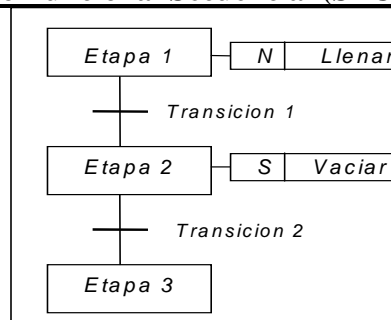 Etapa 1 N Llenar
Transicion 1
Etapa 2 S Vaciar
Transicion 2
Etapa 3